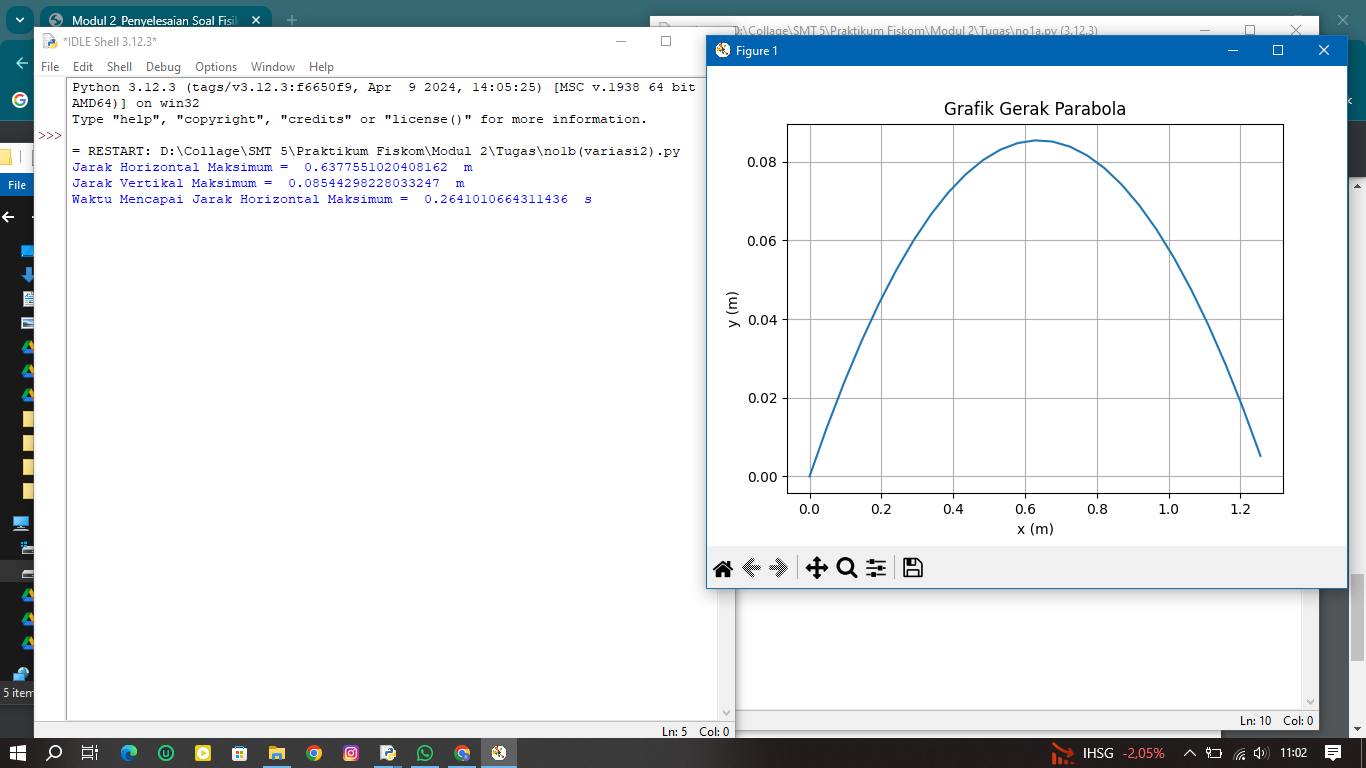 Modul 2_Penyelesaian Soal Fisi
*IDLE Shell 3.12.3*
D:\Collage\SMT 5\Praktikum Fiskom\Modul 2\Tugas\no1a.py (3.12.3)
File Edit Shell Debug Options Window Help
Figure 1
Python 3.12.3 (tags/v3.12.3:f6650f9, Apr  9 2024, 14:05:25) [MSC v.1938 64 bit
AMD64)] on win32
Type "help", "copyright", "credits" or "license()" for more information.
>>>
= RESTART: D:\Collage\SMT 5\Praktikum Fiskom\Modul 2\Tugas\no1b(variasi2).py
Jarak Horizontal Maksimum =  0.6377551020408162  m
Jarak Vertikal Maksimum =  0.08544298228033247  m
Waktu Mencapai Jarak Horizontal Maksimum =  0.2641010664311436  s
File
5 item
Grafik Gerak Parabola
0.08
0.06
0.04
0.02
0.00
y (m)
0.0 0.2 0.4 0.6 0.8 1.0 1.2
x (m)
Ln: 5 Col: 0
Ln: 10 Col: 0
IHSG -2,05%
11:02